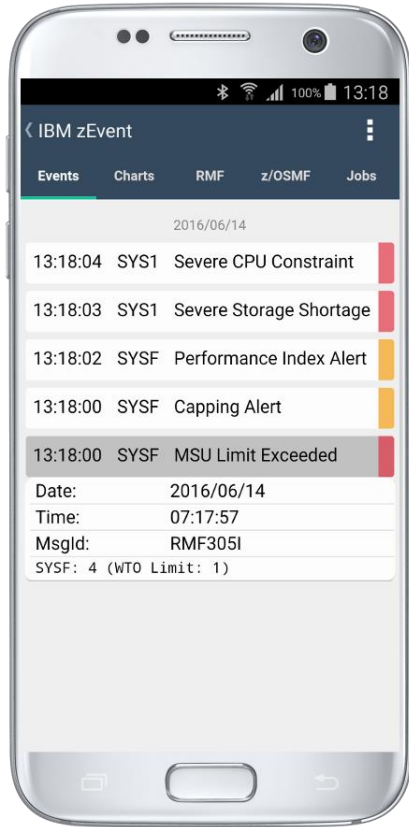 100% 13:18
IBM zEvent
Events Charts RMF z/OSMF Jobs
2016/06/14
13:18:04 SYS1 Severe CPU Constraint
13:18:03 SYS1 Severe Storage Shortage
13:18:02 SYSF Performance Index Alert
13:18:00 SYSF Capping Alert
13:18:00 SYSF MSU Limit Exceeded
Date: 2016/06/14
Time: 07:17:57
MsgId: RMF305I
SYSF: 4 (WTO Limit: 1)